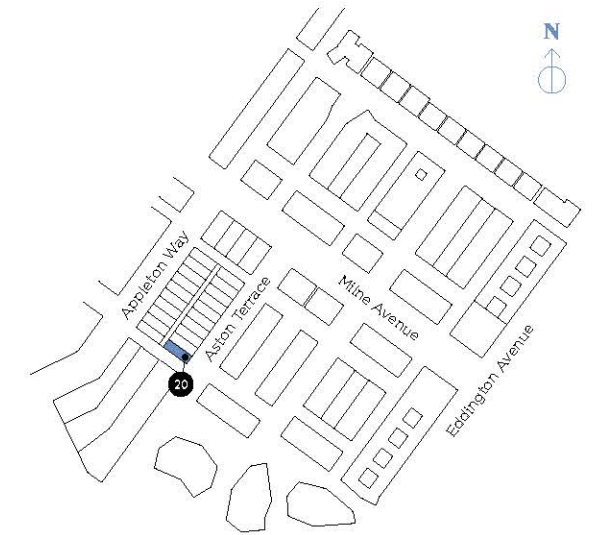 N
Appleton Way
Aston Terrace
Milne Avenue
Eddington Avenue
20